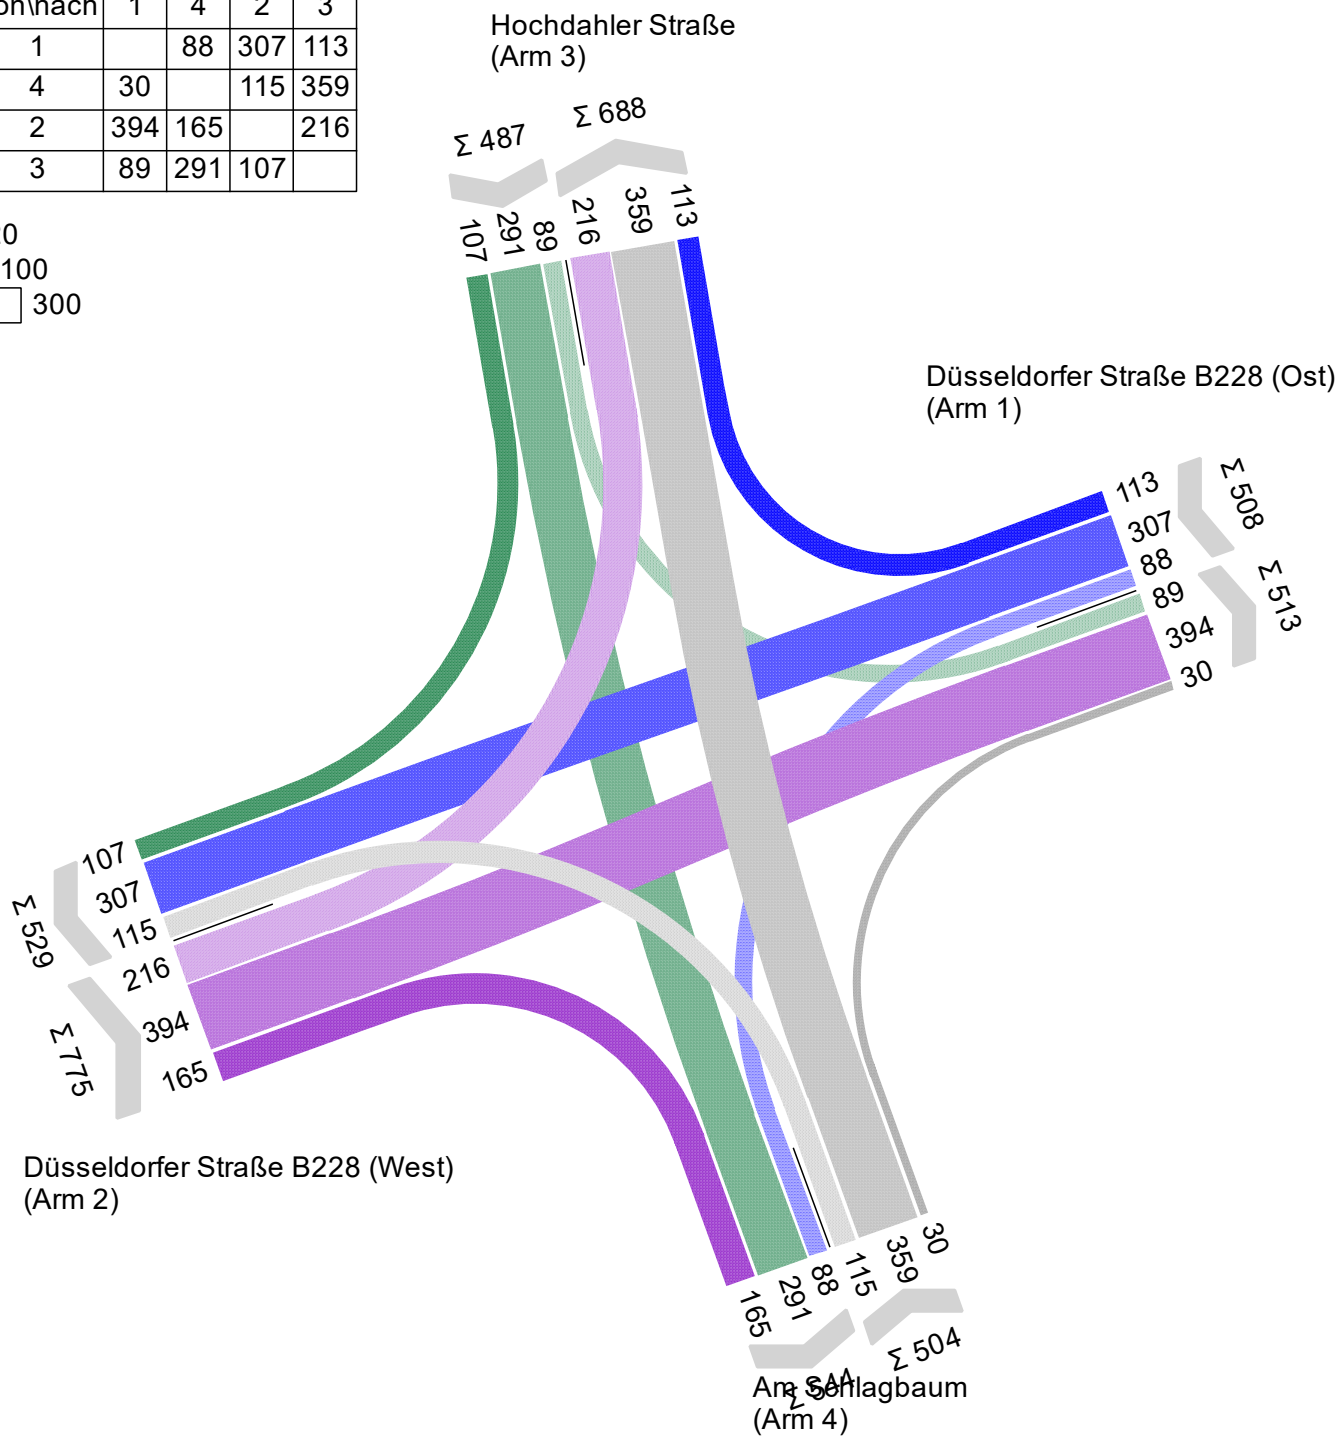 on\nach 1 4 2 3
1 88 307 113
4 30 115 359
2 394 165 216
3 89 291 107
100
300
Hochdahler Straße
(Arm 3)
Σ 487
Σ 688
107 291 89 216 359 113
Düsseldorfer Straße B228 (Ost)
(Arm 1)
113
307
88
89
394
30
Σ 508
Σ 513
107
307
115
216
394
165
Σ 529
Σ 775
Düsseldorfer Straße B228 (West)
(Arm 2)
165 291 88 115 359 30
Σ 544
Σ 504
Am Schlagbaum
(Arm 4)